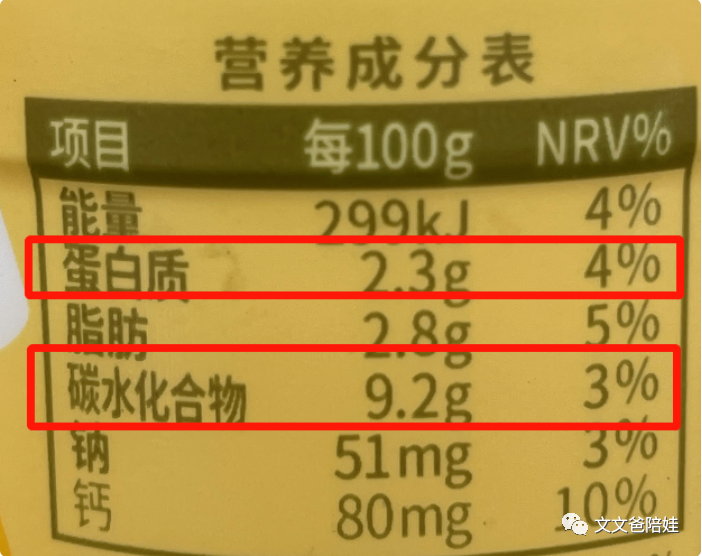 营养成分表
项目 每100g NRV%
能量 299kJ 4%
蛋白质 2.3g 4%
脂肪 2.8g 5%
碳水化合物 9.2g 3%
钠 51mg 3%
钙 80mg 10%
文文爸陪娃